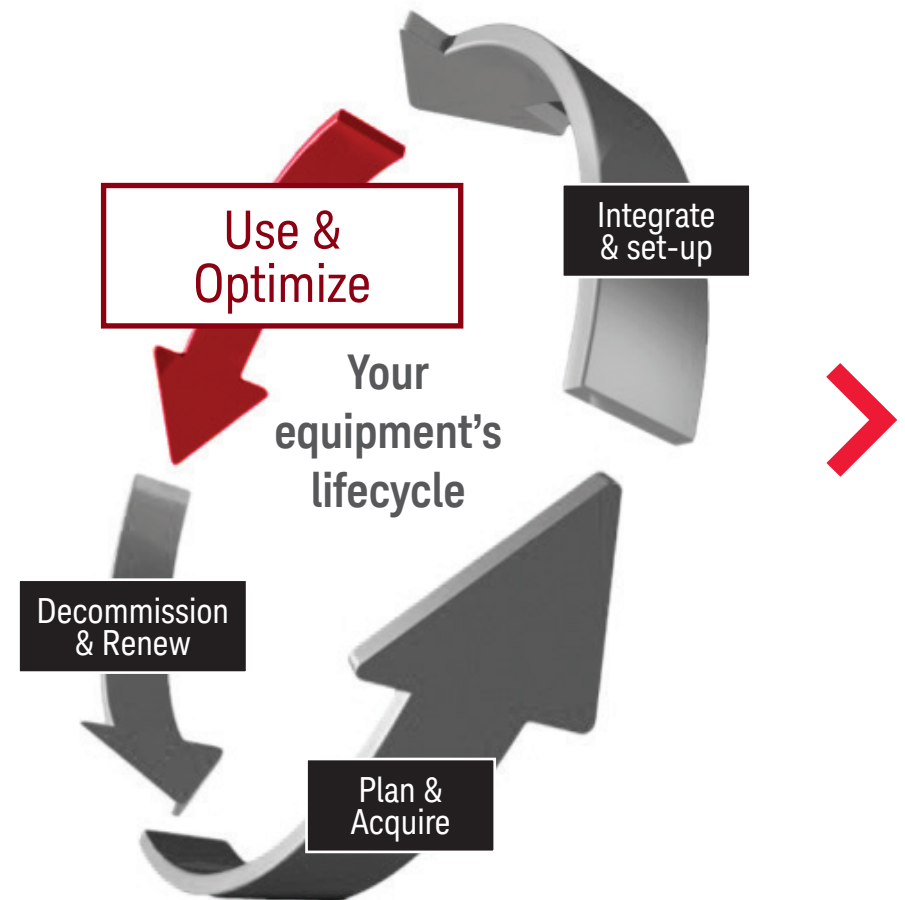 Use &
Optimize
Integrate
& set-up
Your
equipment’s
lifecycle
Decommission
& Renew
Plan &
Acquire